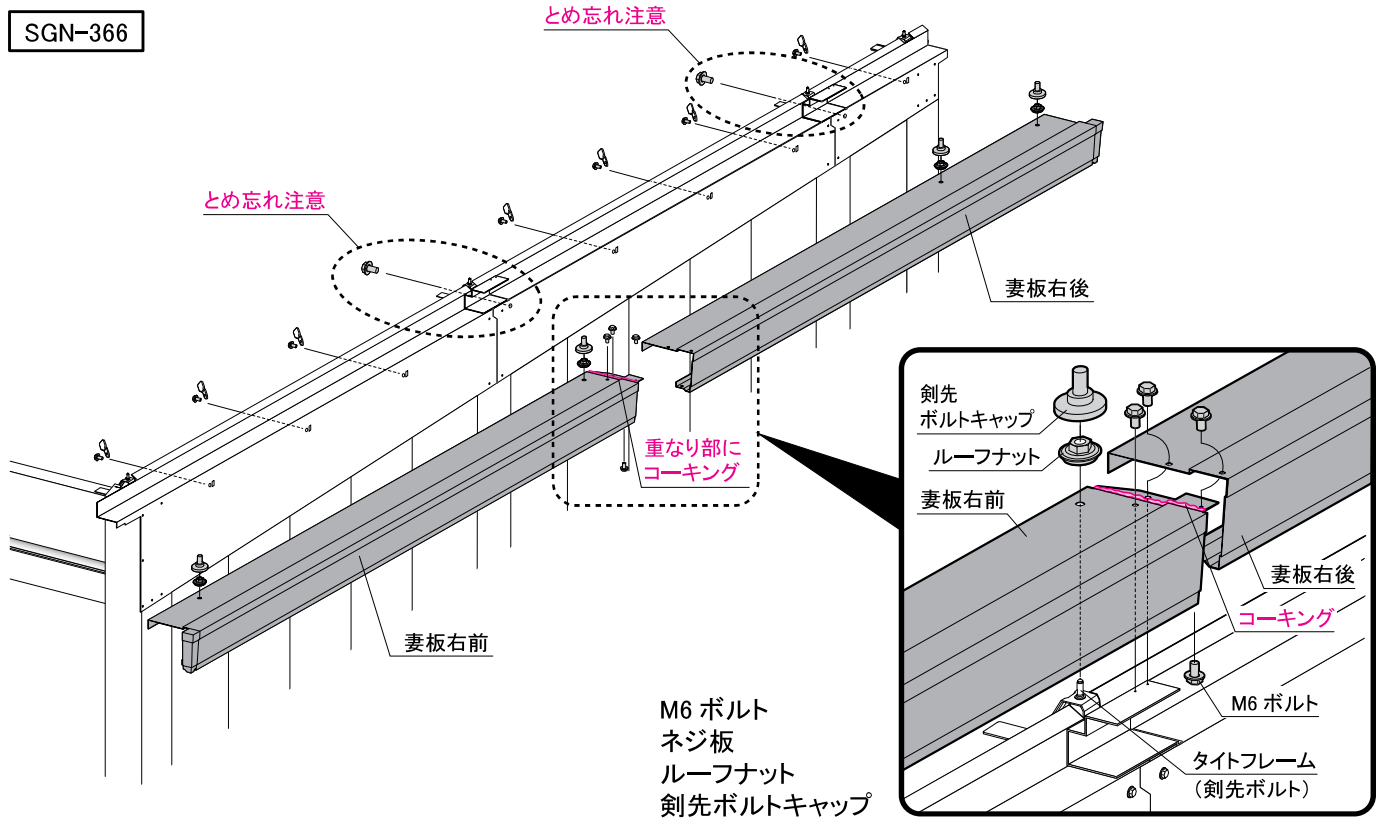 SGN-366
とめ忘れ注意
とめ忘れ注意
妻板右後
重なり部に
コーキング
妻板右前
剣先
ボルトキャップ
ルーフナット
妻板右前
妻板右後
コーキング
M6 ボルト
タイトフレーム
（剣先ボルト）
M6 ボルト
ネジ板
ルーフナット
剣先ボルトキャップ